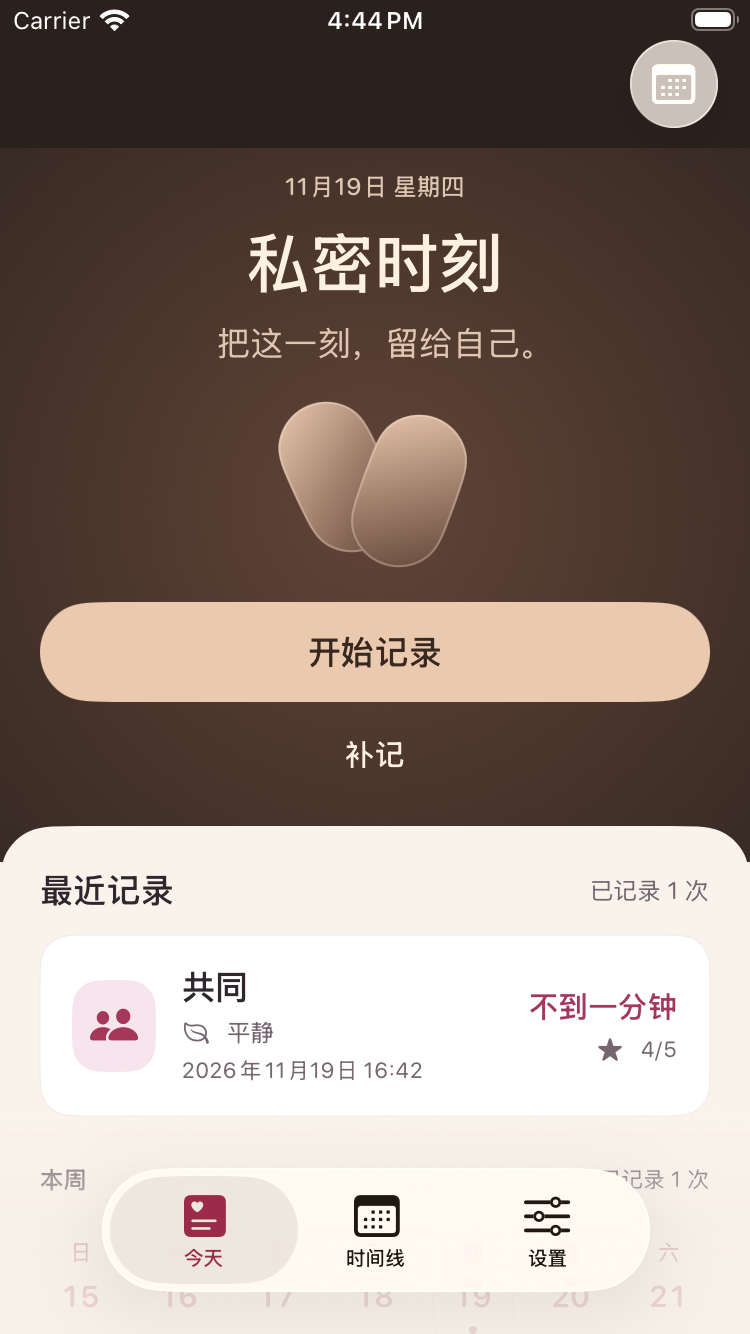 Carrier
4:44 PM
11月19日 星期四
私密时刻
把这一刻，留给自己。
开始记录
补记
最近记录
已记录 1 次
共同
平静
2026年11月19日 16:42
不到一分钟
4/5
本周
已记录 1 次
日
四
六
15
16
17
18
19
20
21
今天
时间线
设置